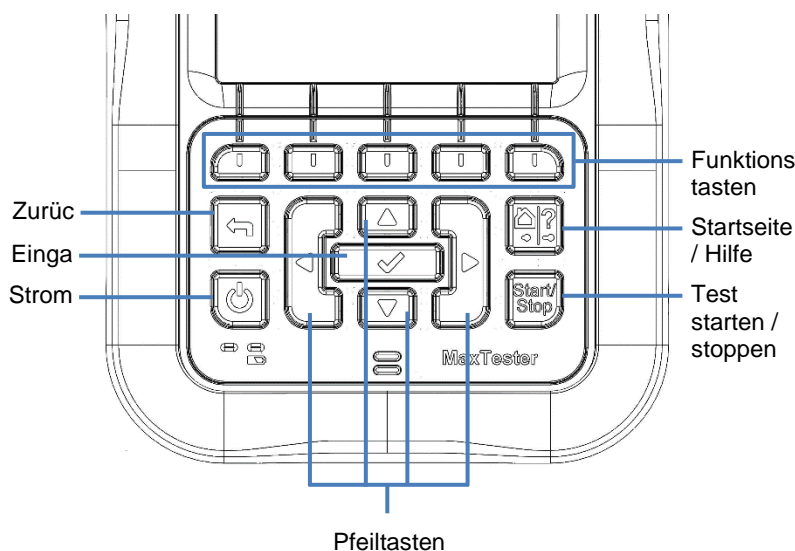 Funktions
tasten
Zurüc
Startseite
/ Hilfe
Einga
Strom
Start/
Stop
Test
starten /
stoppen
MaxTester
Pfeiltasten